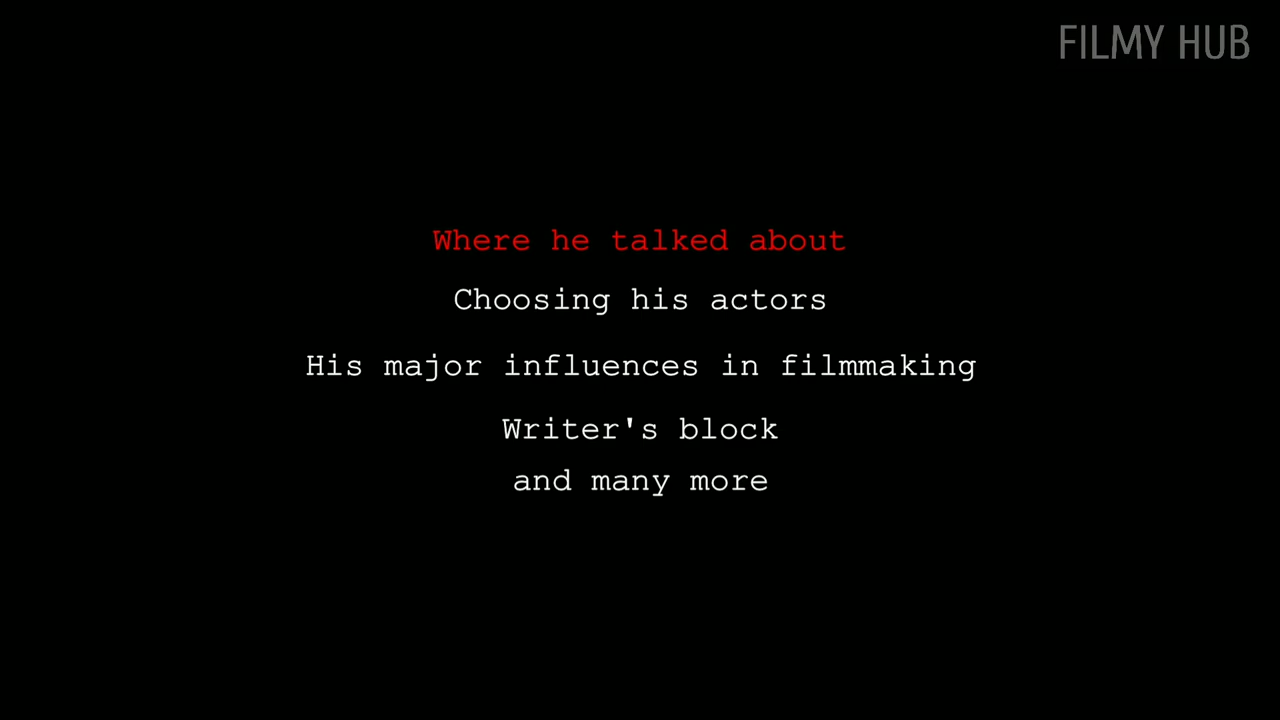 FILMY HUB
Where he talked about
Choosing his actors
His major influences in filmmaking
Writer's block
and many more